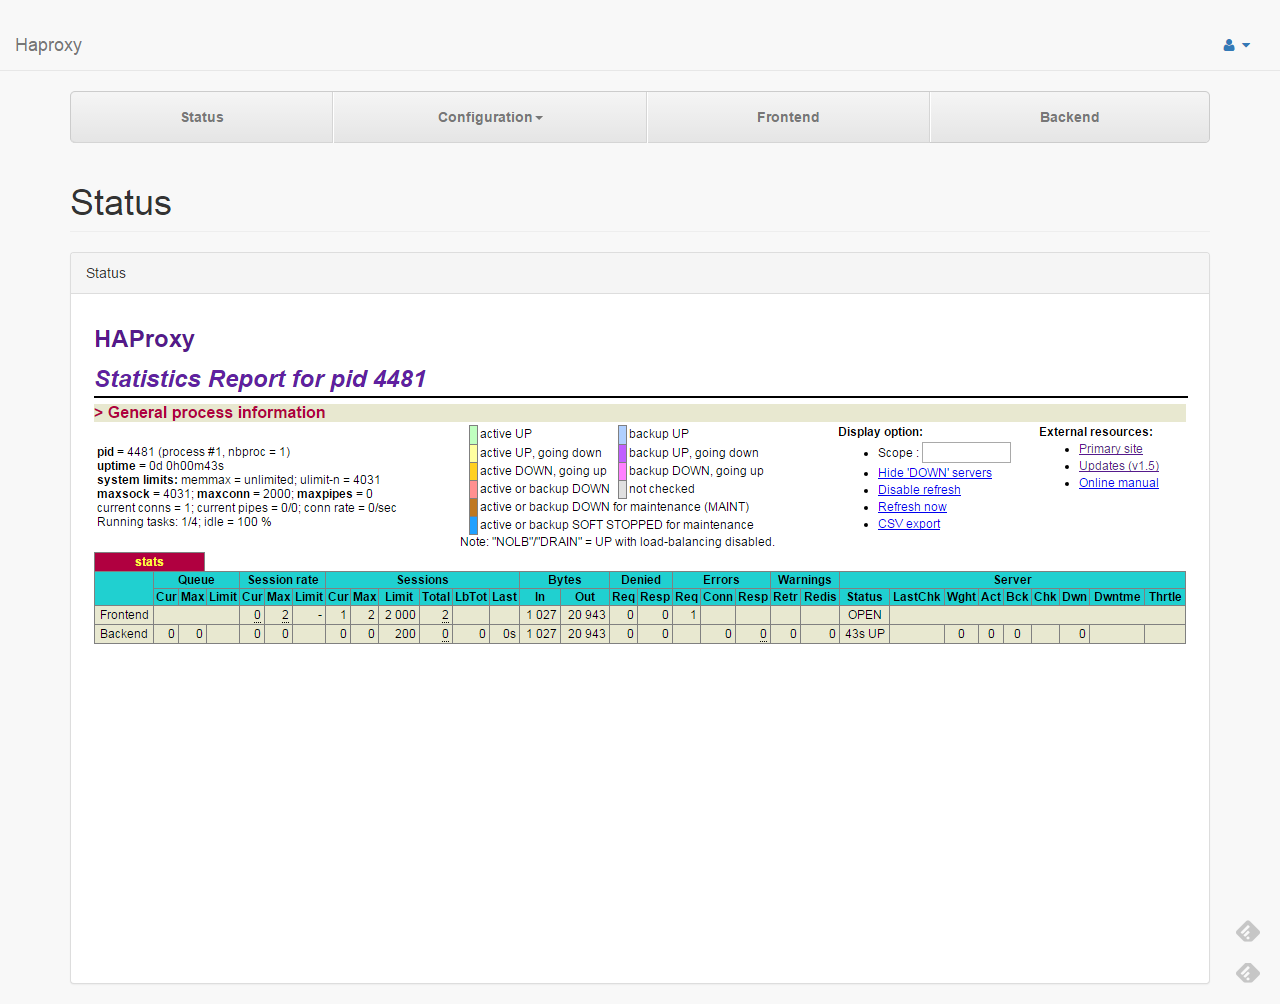 Haproxy
Status
Configuration
Frontend
Backend
Status
Status
HAProxy
Statistics Report for pid 4481
> General process information
pid = 4481 (process #1, nbproc = 1)
uptime = 0d 0h00m43s
system limits: memmax = unlimited; ulimit-n = 4031
maxsock = 4031; maxconn = 2000; maxpipes = 0
current conns = 1; current pipes = 0/0; conn rate = 0/sec
Running tasks: 1/4; idle = 100 %
active UP
backup UP
active UP, going down
backup UP, going down
active DOWN, going up
backup DOWN, going up
active or backup DOWN
not checked
active or backup DOWN for maintenance (MAINT)
active or backup SOFT STOPPED for maintenance
Note: "NOLB"/"DRAIN" = UP with load-balancing disabled.
Display option:
Scope :
Hide 'DOWN' servers
Disable refresh
Refresh now
CSV export
External resources:
Primary site
Updates (v1.5)
Online manual
stats
Queue Session rate Sessions Bytes Denied Errors Warnings Server
Cur Max Limit Cur Max Limit Cur Max Limit Total LbTot Last In Out Req Resp Req Conn Resp Retr Redis Status LastChk Wght Act Bck Chk Dwn Dwntme Thrtle
Frontend 0 2 - 1 2 2 000 2 1 027 20 943 0 0 1 OPEN
Backend 0 0 0 0 0 0 200 0 0 0s 1 027 20 943 0 0 0 0 0 0 43s UP 0 0 0 0